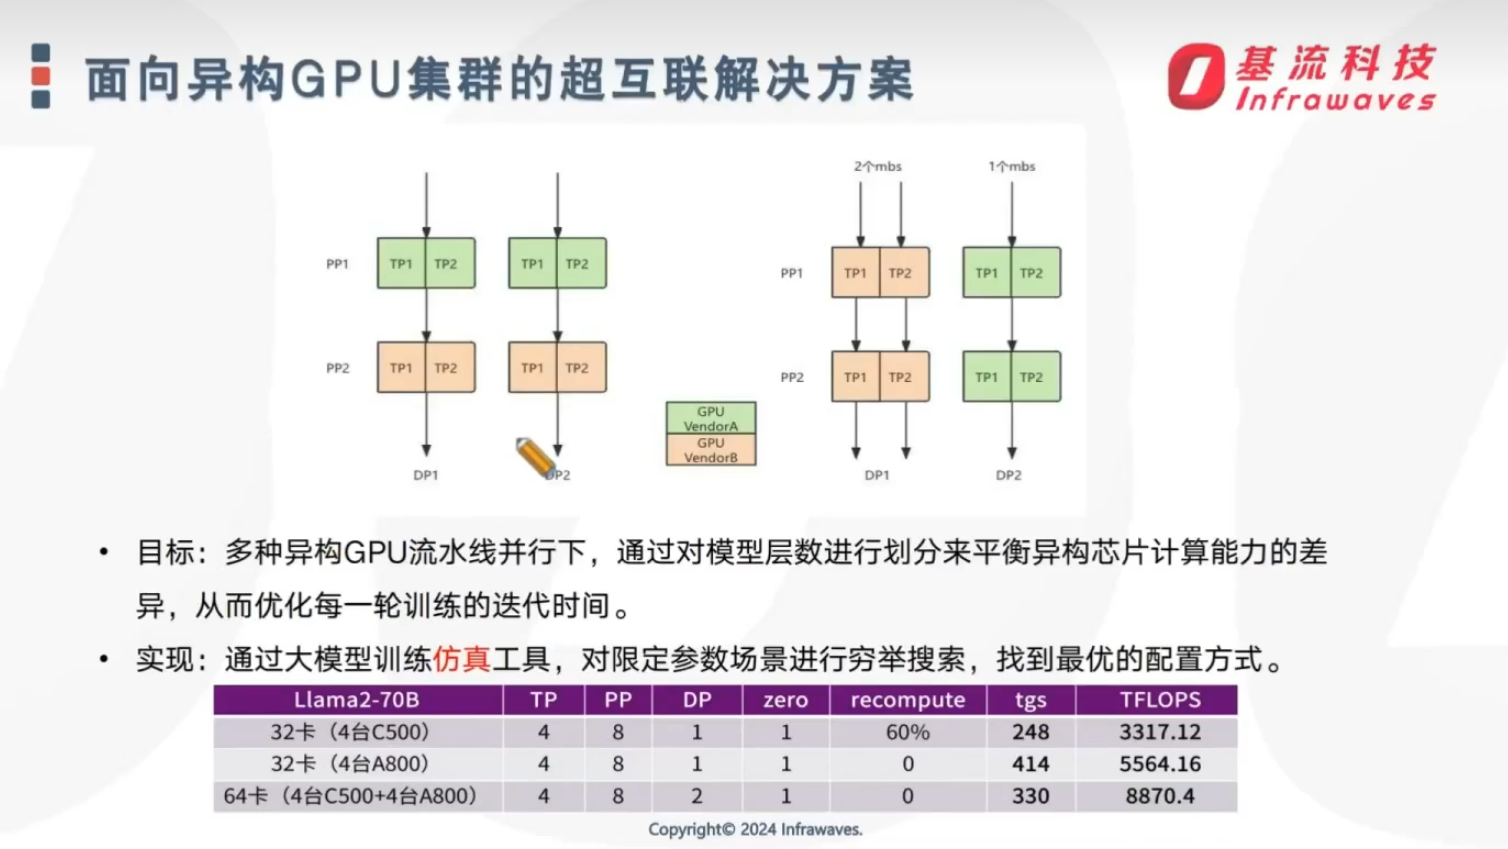 面向异构GPU集群的超互联解决方案
基流科技
Infrawaves
2个mbs 1个mbs
PP1 TP1 TP2 TP1 TP2
PP1 TP1 TP2 TP1 TP2
PP2 TP1 TP2 TP1 TP2
PP2 TP1 TP2 TP1 TP2
GPU
VendorA
GPU
VendorB
DP1 DP2
DP1 DP2
• 目标：多种异构GPU流水线并行下，通过对模型层数进行划分来平衡异构芯片计算能力的差
异，从而优化每一轮训练的迭代时间。
• 实现：通过大模型训练仿真工具，对限定参数场景进行穷举搜索，找到最优的配置方式。
Llama2-70B TP PP DP zero recompute tgs TFLOPS
32卡（4台C500） 4 8 1 1 60% 248 3317.12
32卡（4台A800） 4 8 1 1 0 414 5564.16
64卡（4台C500+4台A800） 4 8 2 1 0 330 8870.4
Copyright© 2024 Infrawaves.